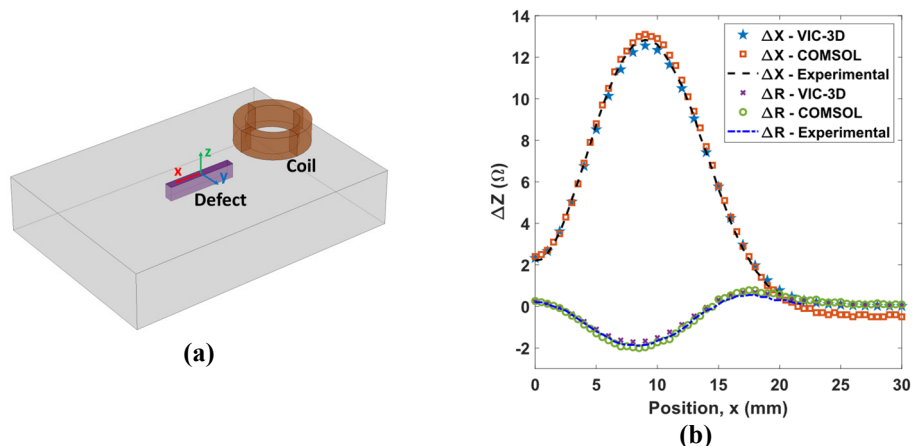 (a)
z
x
y
Defect
Coil
(b)
ΔZ (Ω)
14
12
10
8
6
4
2
0
-2
0 5 10 15 20 25 30
Position, x (mm)
ΔX - VIC-3D
ΔX - COMSOL
ΔX - Experimental
ΔR - VIC-3D
ΔR - COMSOL
ΔR - Experimental